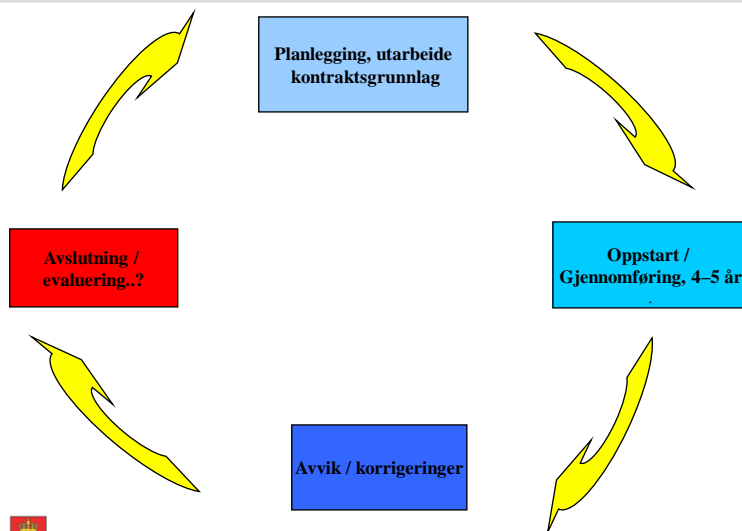 Planlegging, utarbeide
kontraktsgrunnlag
Avslutning /
evaluering..?
Oppstart /
Gjennomføring, 4–5 år
.
Avvik / korrigeringer